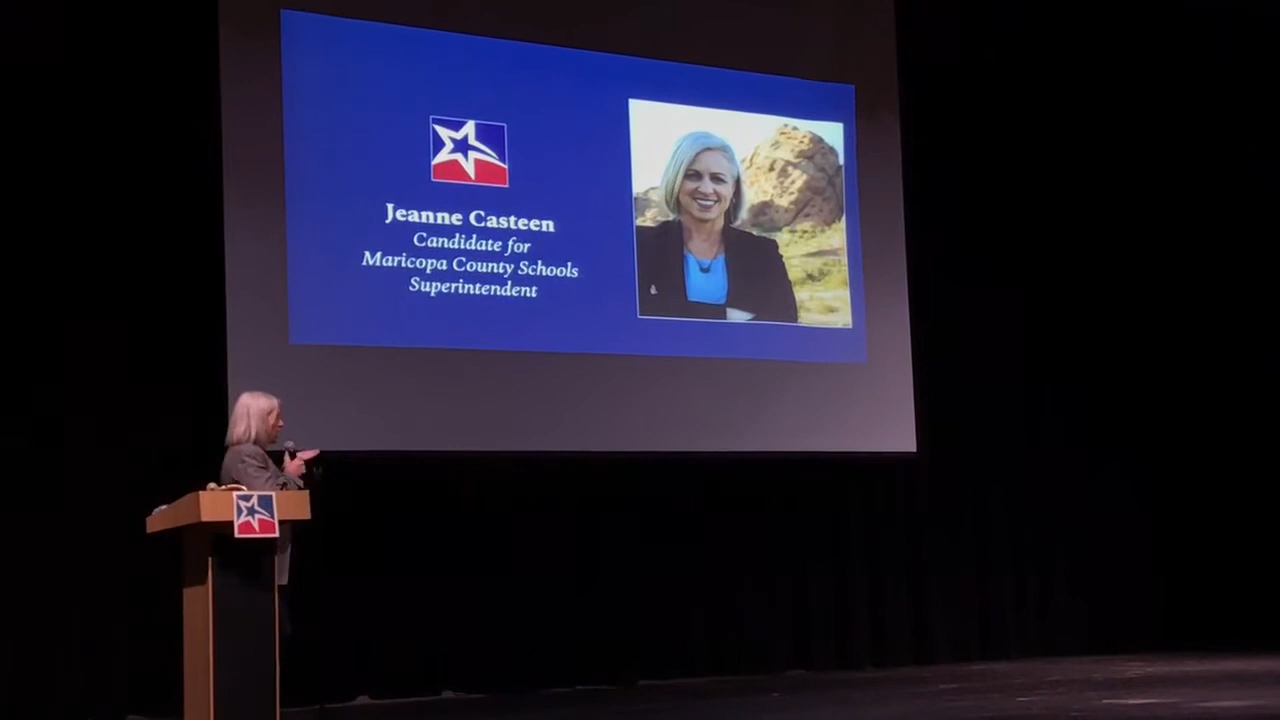 Jeanne Casteen
Candidate for
Maricopa County Schools
Superintendent